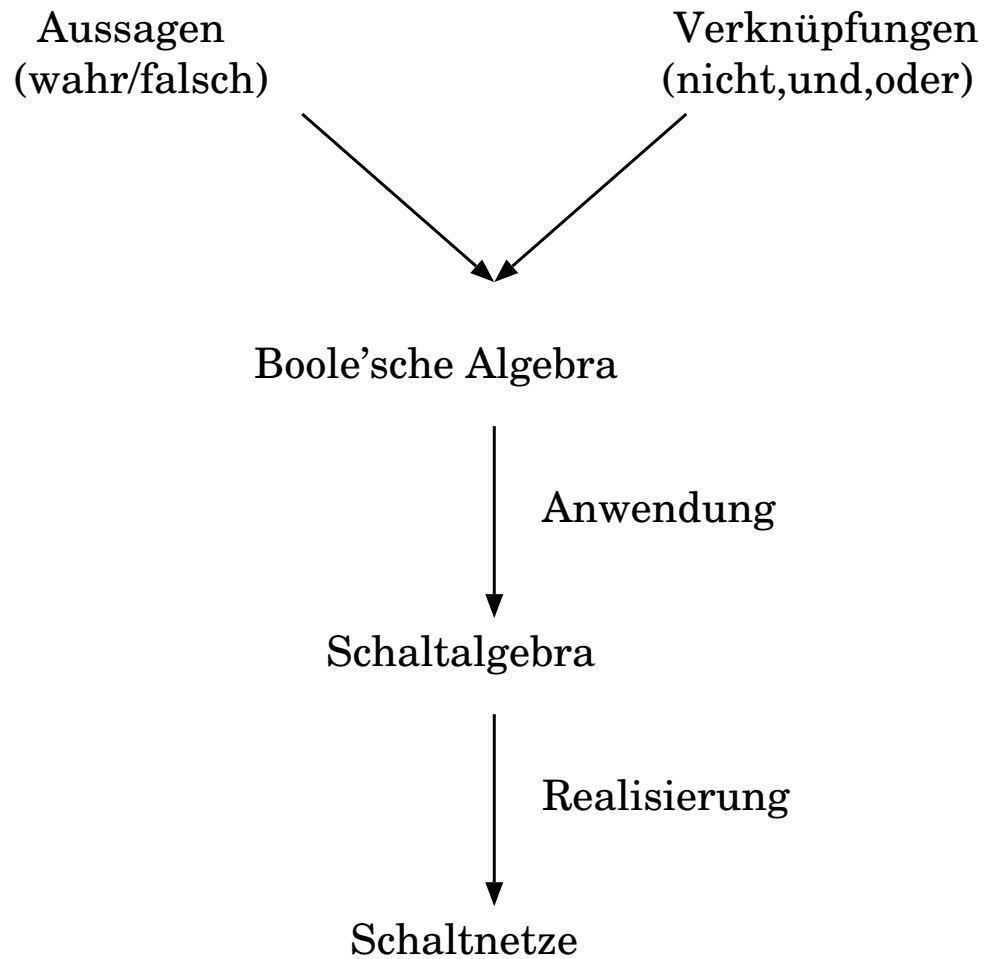 Aussagen
(wahr/falsch)
Verknüpfungen
(nicht,und,oder)
Boole’sche Algebra
Anwendung
Schaltalgebra
Realisierung
Schaltnetze